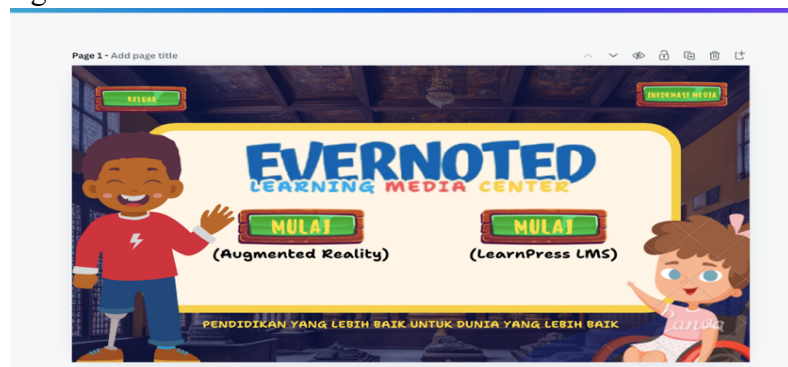 Page 1 - Add page title
KELUAR
INFORMASI MEDIA
EVERNOTED
LEARNING MEDIA CENTER
MULAI MULAI
(Augmented Reality) (LearnPress LMS)
PENDIDIKAN YANG LEBIH BAIK UNTUK DUNIA YANG LEBIH BAIK
Canva